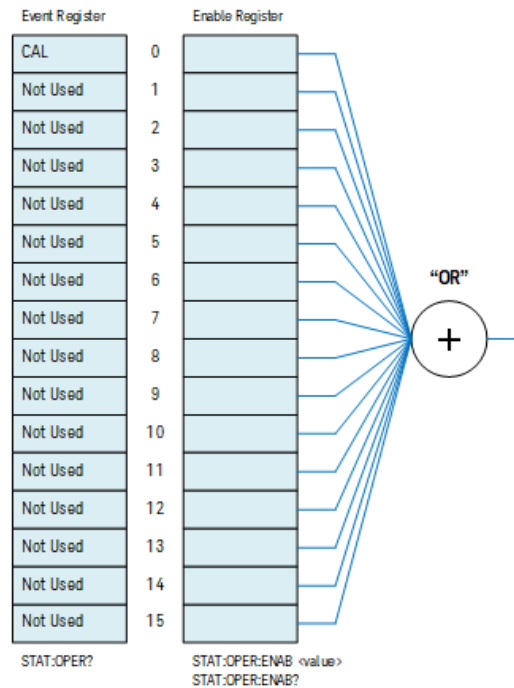 Event Register Enable Register
CAL 0
Not Used 1
Not Used 2
Not Used 3
Not Used 4
Not Used 5
Not Used 6
"OR"
Not Used 7
+
Not Used 8
Not Used 9
Not Used 10
Not Used 11
Not Used 12
Not Used 13
Not Used 14
Not Used 15
STAT:OPER? STAT:OPER:ENAB <value>
STAT:OPER:ENAB?